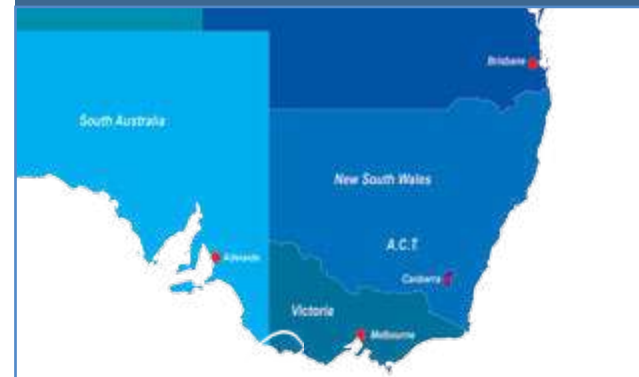 Brisbane
South Australia
New South Wales
A.C.T
Adelaide
Canberra
Victoria
Melbourne